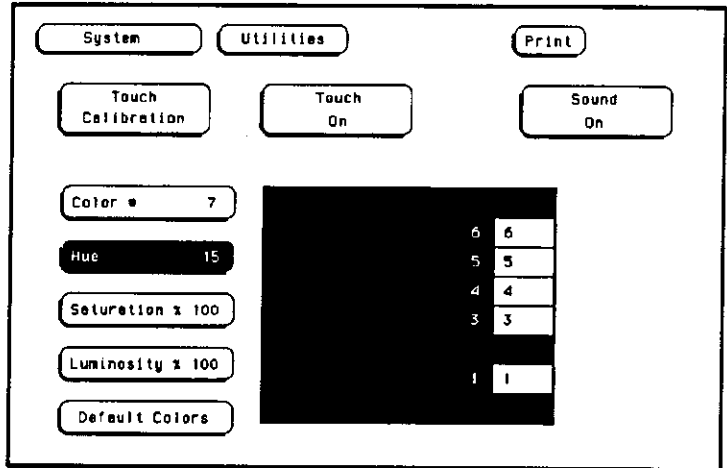 System Utilities Print
Touch Touch Sound
Calibration On On
Color # 7
Hue 15
Saturation % 100
Luminosity % 100
Default Colors
6 6
5 5
4 4
3 3
1 1